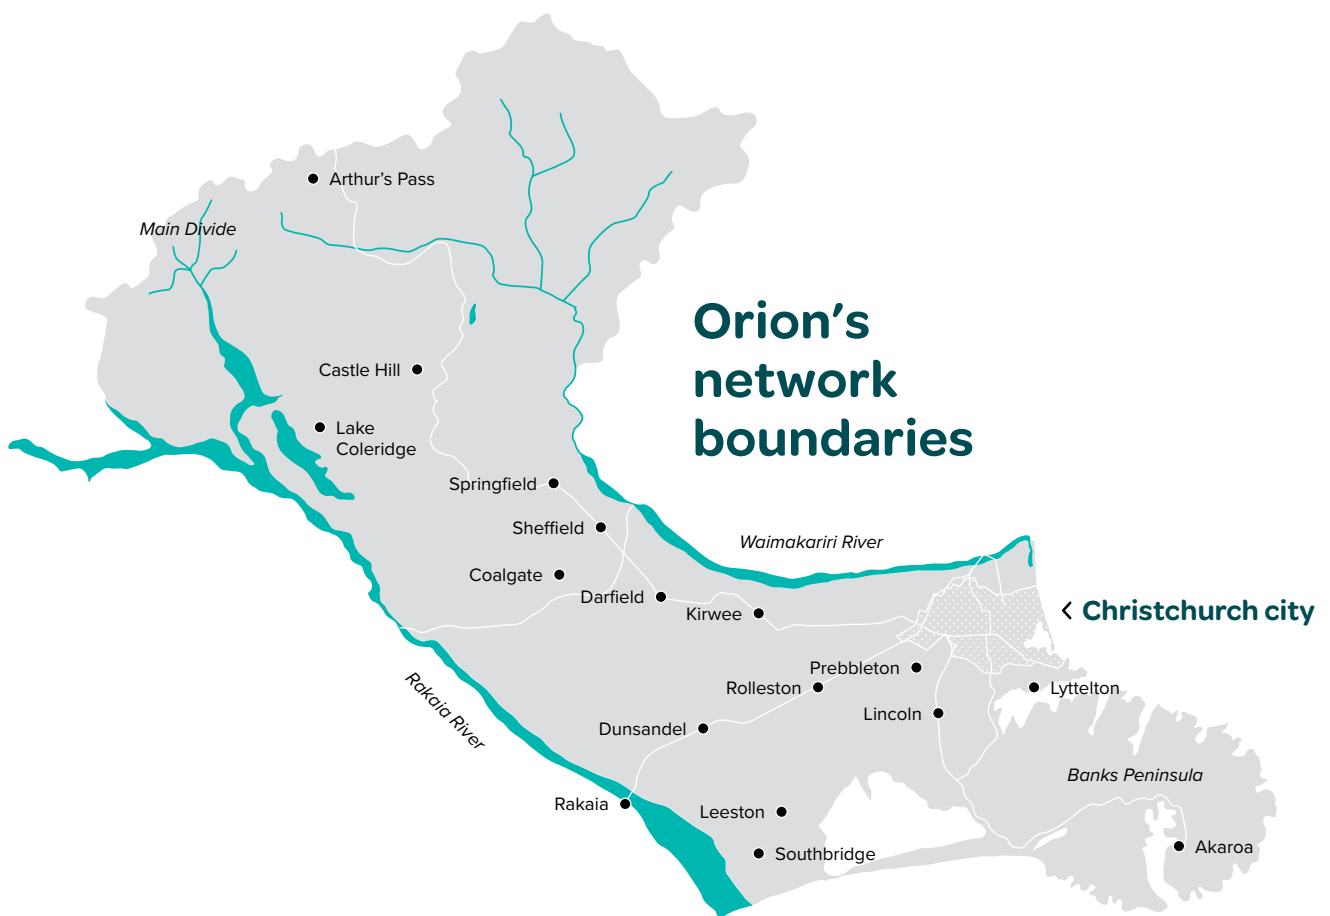 Arthur’s Pass
Main Divide
Orion’s
network
boundaries
Castle Hill
Lake
Coleridge
Springfield
Sheffield
Waimakariri River
Coalgate
Darfield
Kirwee
< Christchurch city
Prebbleton
Rolleston
Lyttelton
Lincoln
Rakaia River
Dunsandel
Banks Peninsula
Rakaia
Leeston
Southbridge
Akaroa